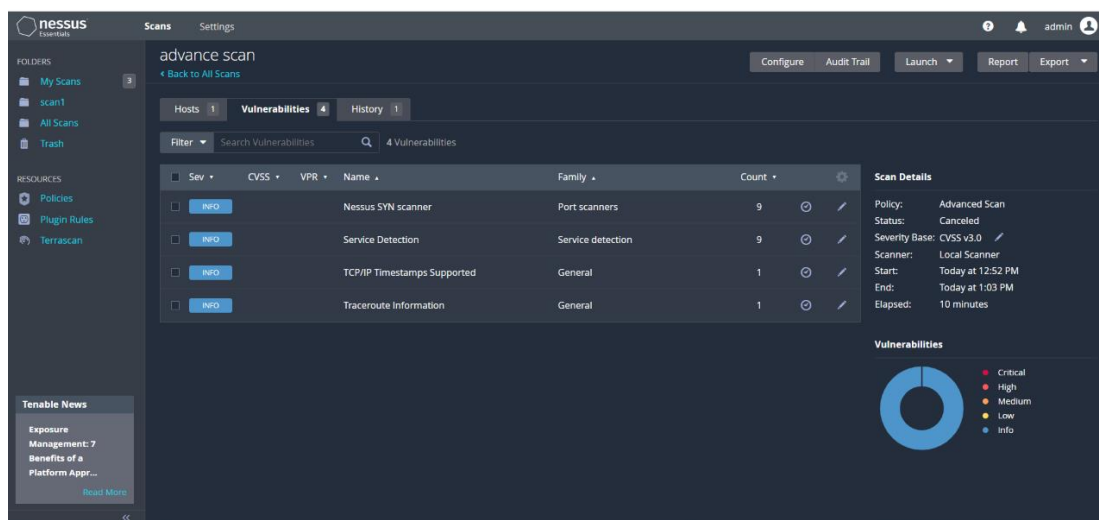 nessus
Essentials
Scans Settings
admin
FOLDERS
My Scans 3
scan1
All Scans
Trash
RESOURCES
Policies
Plugin Rules
Terrascan
Tenable News
Exposure
Management: 7
Benefits of a
Platform Appr...
Read More
advance scan
< Back to All Scans
Configure Audit Trail Launch Report Export
Hosts 1 Vulnerabilities 4 History 1
Filter Search Vulnerabilities 4 Vulnerabilities
Sev CVSS VPR Name Family Count
INFO Nessus SYN scanner Port scanners 9
INFO Service Detection Service detection 9
INFO TCP/IP Timestamps Supported General 1
INFO Traceroute Information General 1
Scan Details
Policy: Advanced Scan
Status: Canceled
Severity Base: CVSS v3.0
Scanner: Local Scanner
Start: Today at 12:52 PM
End: Today at 1:03 PM
Elapsed: 10 minutes
Vulnerabilities
Critical
High
Medium
Low
Info